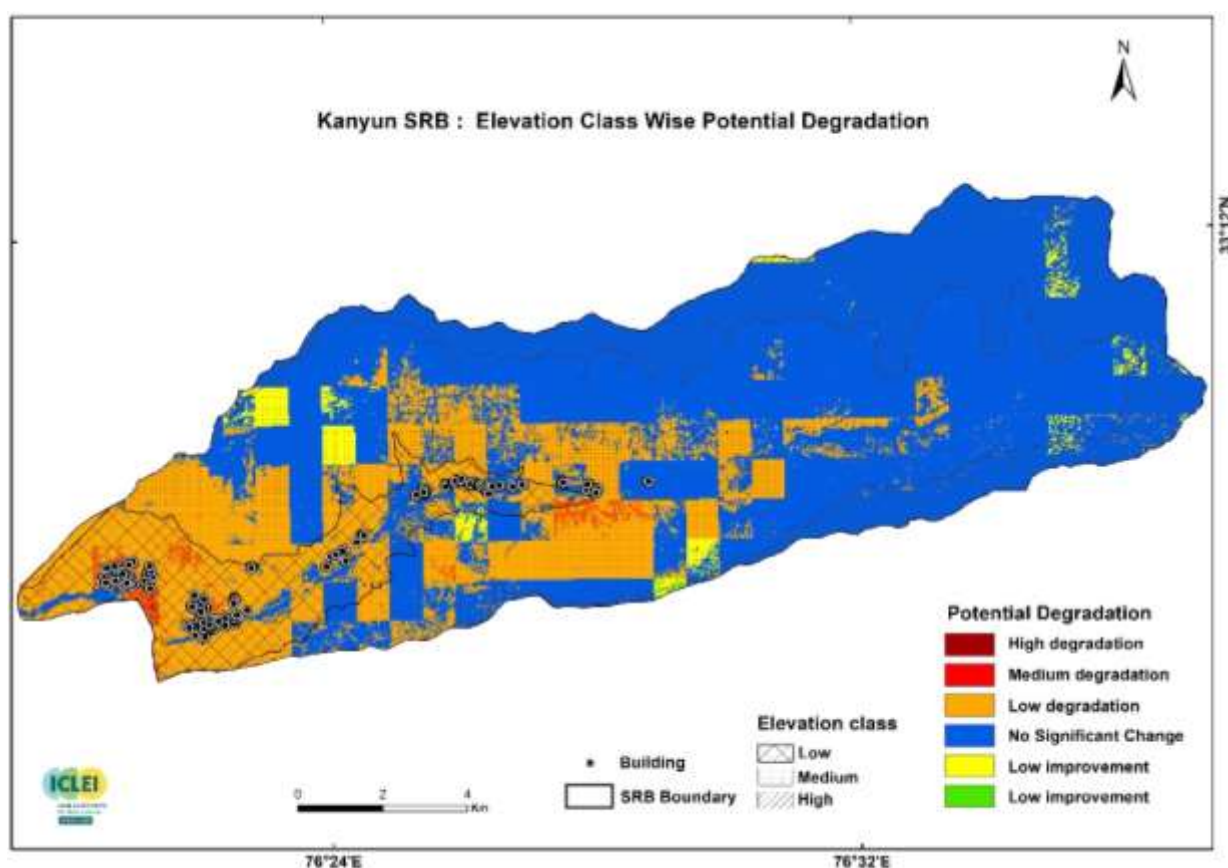 N
Kanyun SRB : Elevation Class Wise Potential Degradation
33°12'N
Potential Degradation
High degradation
Medium degradation
Low degradation
No Significant Change
Low improvement
Low improvement
Elevation class
Low
Medium
High
Building
SRB Boundary
0 2 4
Km
ICLEI
76°24'E 76°32'E